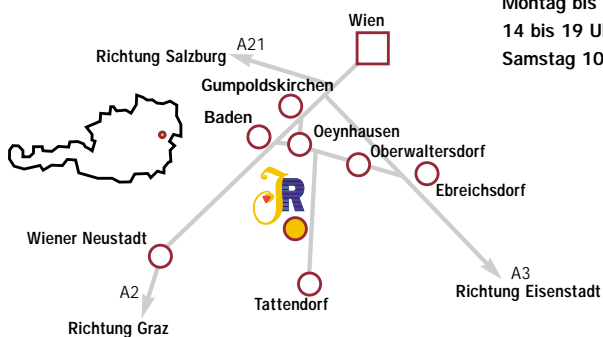 Montag bis
14 bis 19 U
Samstag 10
Wien
A21
Richtung Salzburg
Gumpoldskirchen
Baden
Oeynhausen
Oberwaltersdorf
Ebreichsdorf
JR
Wiener Neustadt
A2
Tattendorf
A3
Richtung Eisenstadt
Richtung Graz